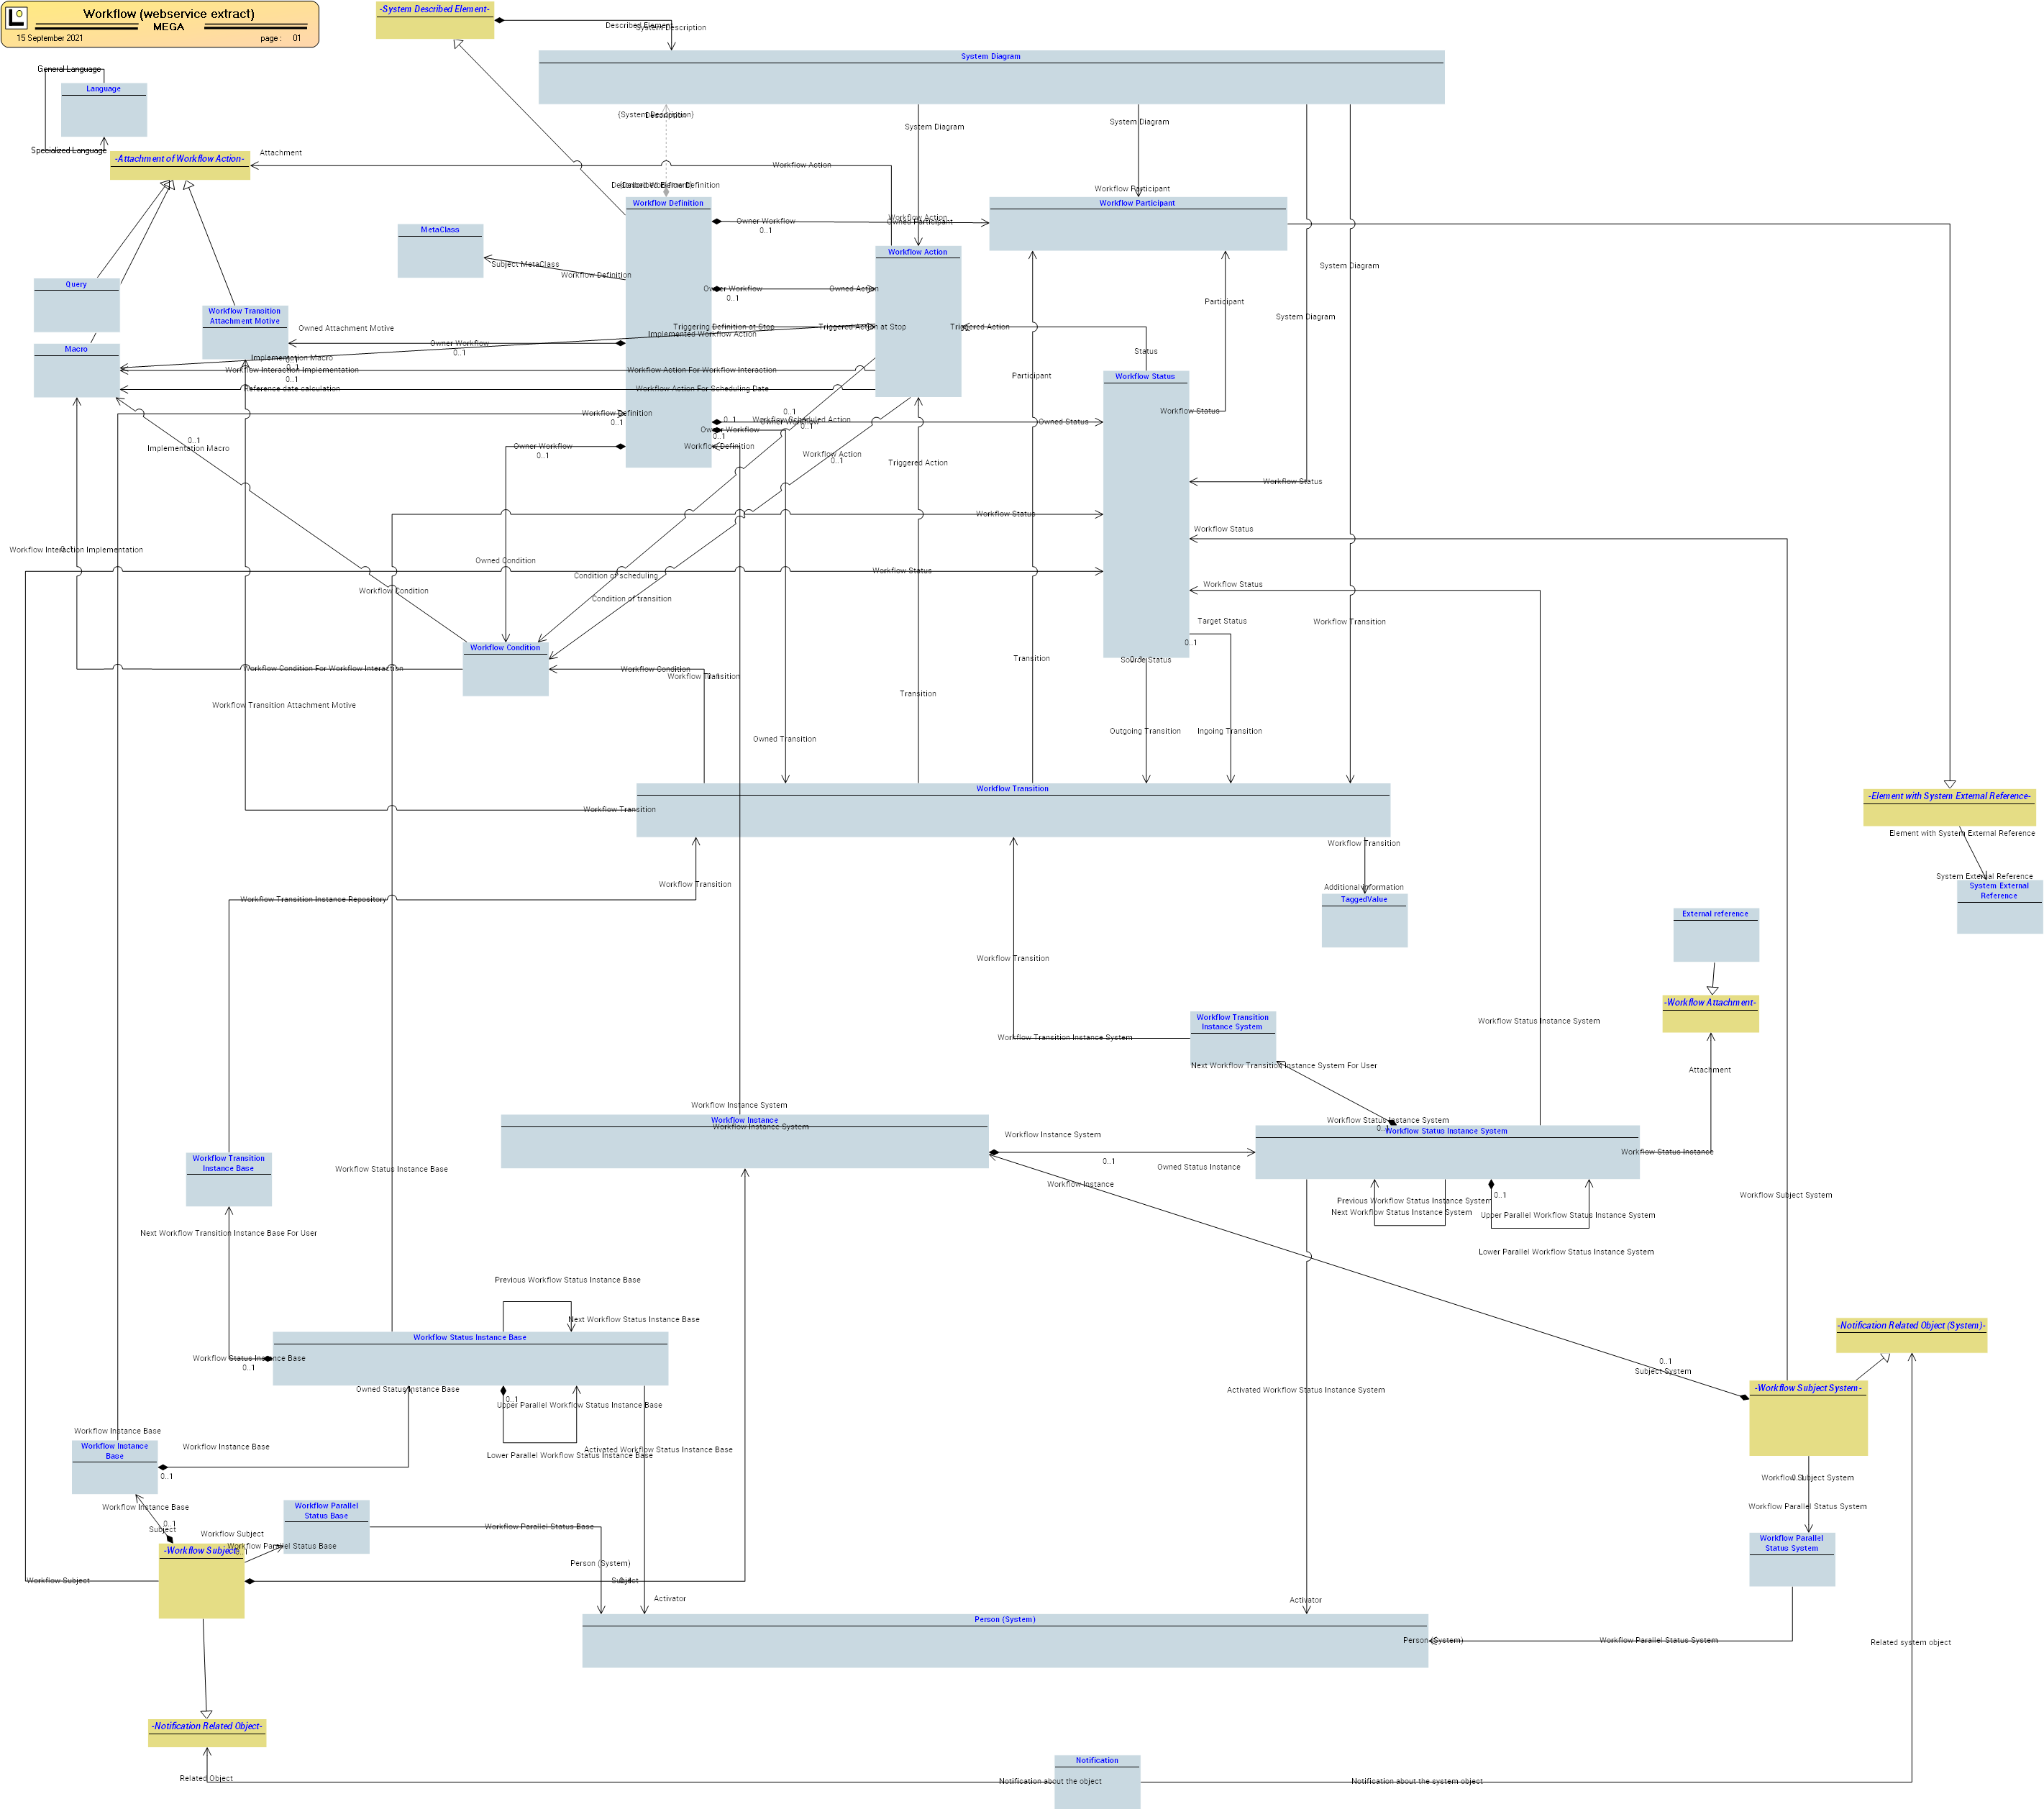 Workflow (webservice extract)
MEGA
15 September 2021
page : 01
-System Described Element-
Described Element
System Description
System Diagram
General Language
Language
Specialized Language
-Attachment of Workflow Action-
Attachment
Workflow Action
{System Description}
Description
System Diagram
System Diagram
Described Workflow Definition
{Described Element}
Workflow Participant
Workflow Definition
Workflow Participant
Owner Workflow
0..1
Workflow Action
Owned Participant
MetaClass
Subject MetaClass
Workflow Definition
Workflow Action
System Diagram
Query
Owner Workflow
0..1
Owned Action
Participant
Workflow Transition
Attachment Motive
Owned Attachment Motive
Triggering Definition at Stop
Triggered Action at Stop
Triggered Action
System Diagram
Implemented Workflow Action
Owner Workflow
0..1
Macro
Implementation Macro
0..1
Status
Workflow Interaction Implementation
0..1
Workflow Action For Workflow Interaction
Participant
Workflow Status
Reference date calculation
Workflow Action For Scheduling Date
Workflow Definition
0..1
0..1
Workflow Status
0..1
Workflow Scheduled Action
Owner Workflow
0..1
Owned Status
Owner Workflow
0..1
0..1
Implementation Macro
Owner Workflow
0..1
Workflow Definition
Workflow Action
0..1
Triggered Action
Workflow Status
Workflow Status
Workflow Status
Workflow Interaction Implementation
0..1
Owned Condition
Condition of scheduling
Workflow Status
Workflow Status
Workflow Condition
Condition of transition
Target Status
0..1
Workflow Transition
Workflow Condition
Source Status
0..1
Transition
Workflow Condition For Workflow Interaction
Workflow Condition
Workflow Transition
0..1
Transition
Workflow Transition Attachment Motive
Owned Transition
Outgoing Transition
Ingoing Transition
Workflow Transition
Workflow Transition
-Element with System External Reference-
Element with System External Reference
Workflow Transition
System External Reference
System External
Reference
Workflow Transition
Additional information
TaggedValue
Workflow Transition Instance Repository
External reference
Workflow Transition
-Workflow Attachment-
Workflow Transition
Instance System
Workflow Status Instance System
Workflow Transition Instance System
Next Workflow Transition Instance System For User
Attachment
Workflow Instance System
Workflow Instance
Workflow Instance System
Workflow Status Instance System
0..1
Workflow Status Instance System
Workflow Instance System
0..1
Owned Status Instance
Workflow Status Instance
Workflow Transition
Instance Base
Workflow Status Instance Base
Workflow Instance
Previous Workflow Status Instance System
Next Workflow Status Instance System
0..1
Upper Parallel Workflow Status Instance System
Workflow Subject System
Next Workflow Transition Instance Base For User
Lower Parallel Workflow Status Instance System
Previous Workflow Status Instance Base
Next Workflow Status Instance Base
-Notification Related Object (System)-
Workflow Status Instance Base
Workflow Status Instance Base
0..1
0..1
Subject System
Owned Status Instance Base
0..1
Upper Parallel Workflow Status Instance Base
Activated Workflow Status Instance System
-Workflow Subject System-
Workflow Instance Base
Workflow Instance
Base
Workflow Instance Base
0..1
Activated Workflow Status Instance Base
Lower Parallel Workflow Status Instance Base
Workflow Subject System
0..1
Workflow Instance Base
Workflow Parallel
Status Base
Workflow Parallel Status System
0..1
Subject
Workflow Subject
Workflow Parallel Status Base
Workflow Parallel Status Base
0..1
-Workflow Subject-
Workflow Parallel
Status System
Person (System)
Workflow Subject
Subject
0..1
Activator
Activator
Person (System)
Person (System)
Workflow Parallel Status System
Related system object
-Notification Related Object-
Notification
Related Object
Notification about the object
Notification about the system object